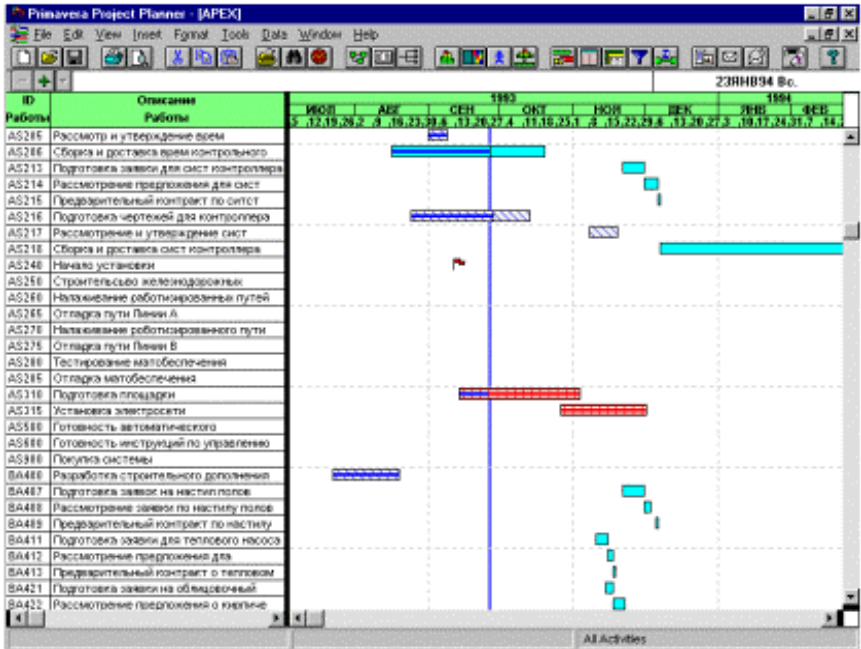 Primavera Project Planner - [APEX]
File Edit View Insert Format Tools Data Window Help
23ЯНВ94 Вс.
ID Работы Описание Работы
1993 1994
ИЮЛ АВГ СЕН ОКТ НОЯ ДЕК ЯНВ ФЕВ
AS205 Рассмотр и утверждение врем
AS206 Сборка и доставка врем контрольного
AS213 Подготовка заявки для сист контроллера
AS214 Рассмотрение предложения для сист
AS215 Предварительный контракт по ситст
AS216 Подготовка чертежей для контроллера
AS217 Рассмотрение и утверждение сист
AS218 Сборка и доставка сист контроллера
AS240 Начало установки
AS250 железнодорожных
AS260 Налаживание работизированных путей
AS265 Отладка пути Линии А
AS270 Налаживание роботизированного пути
AS275 Отладка пути Линии В
AS280 Тестирование матобеспечения
AS285 Отладка матобеспечения
AS310 Подготовка площадки
AS315 Установка электросети
AS500 Готовность автоматического
AS600 Готовность инструкций по управлению
AS900 Покупка системы
BA400 Разработка строительного дополнения
BA407 Подготовка заявок на настил полов
BA408 Рассмотрение заявки по настилу полов
BA409 Предварительный контракт по настилу
BA411 Подготовка заявки для теплового насоса
BA412 Рассмотрение предложения для
BA413 Предварительный контракт о тепловом
BA421 Подготовка заявки на облицовочный
BA422 Рассмотрение предложения о кирпиче
All Activities